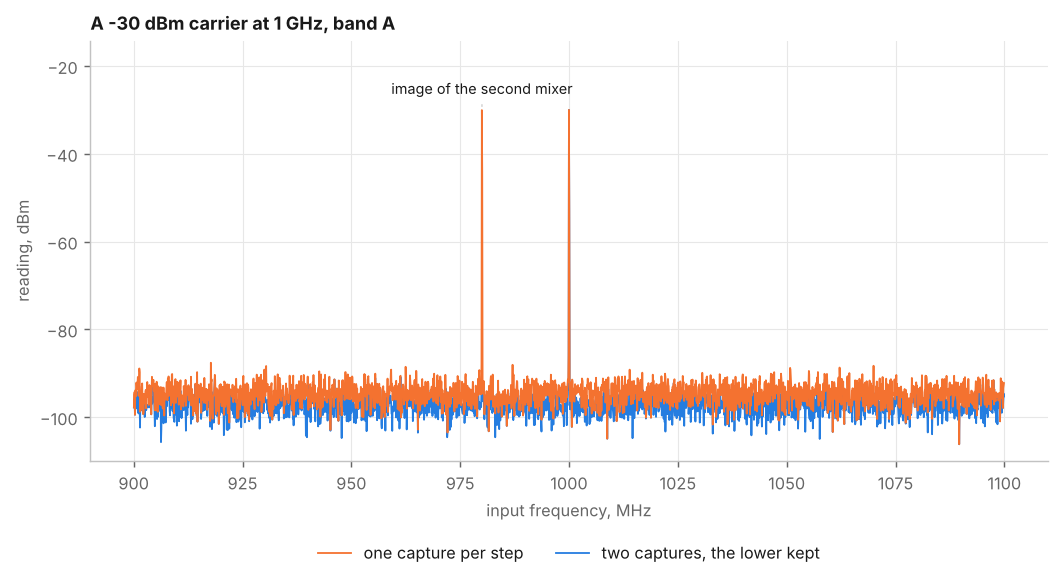 A -30 dBm carrier at 1 GHz, band A
reading, dBm
−20
−40
−60
−80
−100
image of the second mixer
900
925
950
975
1000
1025
1050
1075
1100
input frequency, MHz
one capture per step
two captures, the lower kept